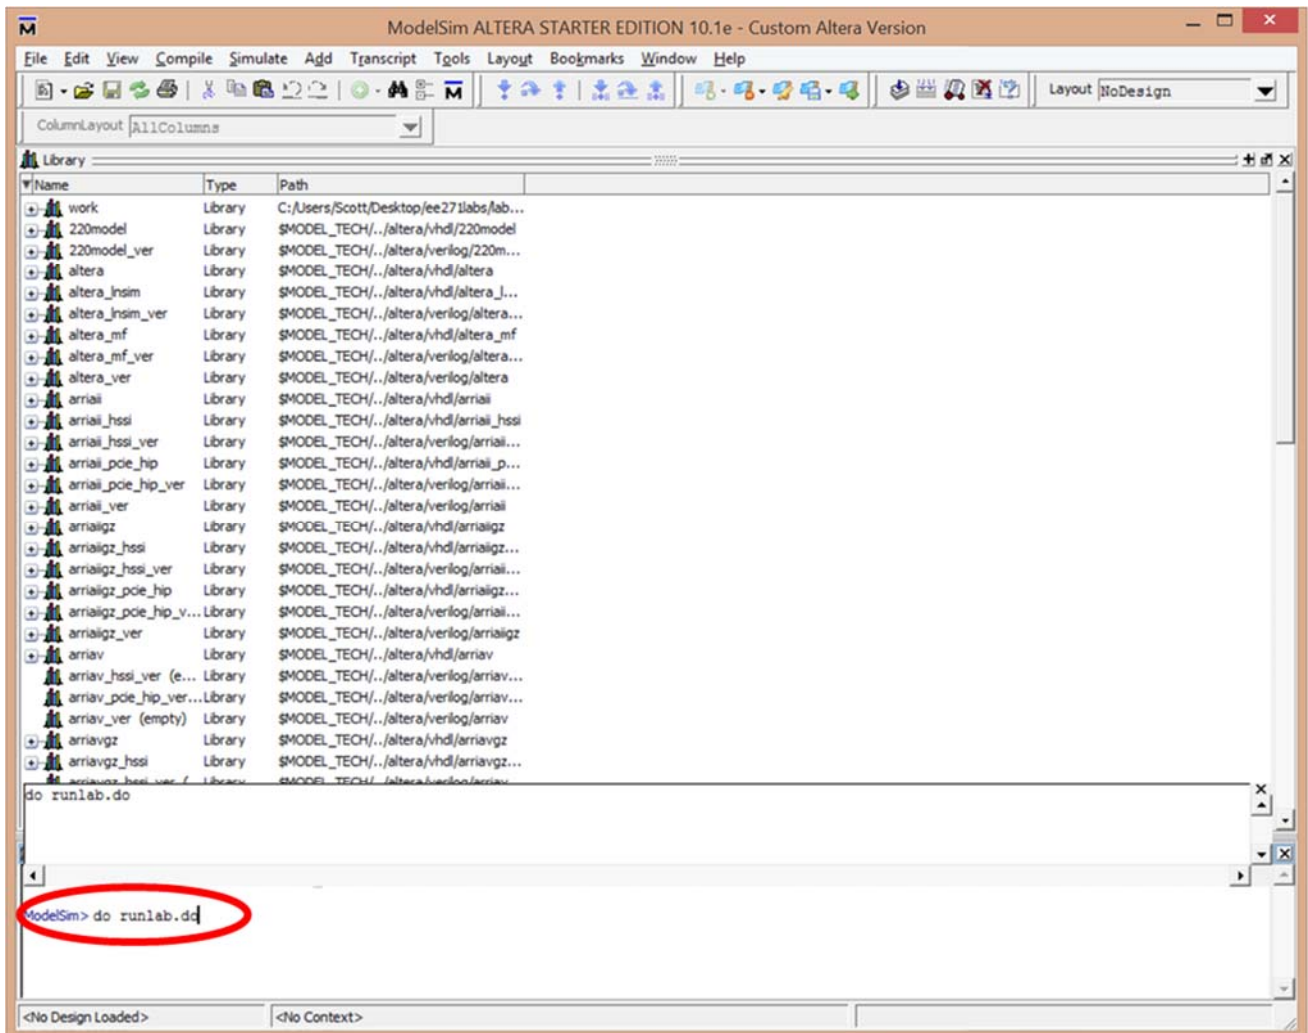 ModelSim ALTERA STARTER EDITION 10.1e - Custom Altera Version
File Edit View Compile Simulate Add Transcript Tools Layout Bookmarks Window Help
Layout NoDesign
ColumnLayout AllColumns
Library
Name Type Path
work Library C:/Users/Scott/Desktop/ee271labs/lab...
220model Library $MODEL_TECH/../altera/vhdl/220model
220model_ver Library $MODEL_TECH/../altera/verilog/220m...
altera Library $MODEL_TECH/../altera/vhdl/altera
altera_lnsim Library $MODEL_TECH/../altera/vhdl/altera_l...
altera_lnsim_ver Library $MODEL_TECH/../altera/verilog/altera...
altera_mf Library $MODEL_TECH/../altera/vhdl/altera_mf
altera_mf_ver Library $MODEL_TECH/../altera/verilog/altera...
altera_ver Library $MODEL_TECH/../altera/verilog/altera
arriaii Library $MODEL_TECH/../altera/vhdl/arriaii
arriaii_hssi Library $MODEL_TECH/../altera/vhdl/arriaii_hssi
arriaii_hssi_ver Library $MODEL_TECH/../altera/verilog/arriaii...
arriaii_pcie_hip Library $MODEL_TECH/../altera/vhdl/arriaii_p...
arriaii_pcie_hip_ver Library $MODEL_TECH/../altera/verilog/arriaii...
arriaii_ver Library $MODEL_TECH/../altera/verilog/arriaii
arriaiigz Library $MODEL_TECH/../altera/vhdl/arriaiigz
arriaiigz_hssi Library $MODEL_TECH/../altera/vhdl/arriaiigz...
arriaiigz_hssi_ver Library $MODEL_TECH/../altera/verilog/arriaii...
arriaiigz_pcie_hip Library $MODEL_TECH/../altera/vhdl/arriaiigz...
arriaiigz_pcie_hip_v... Library $MODEL_TECH/../altera/verilog/arriaii...
arriaiigz_ver Library $MODEL_TECH/../altera/verilog/arriaiigz
arriav Library $MODEL_TECH/../altera/vhdl/arriav
arriav_hssi_ver (e... Library $MODEL_TECH/../altera/verilog/arriav...
arriav_pcie_hip_ver... Library $MODEL_TECH/../altera/verilog/arriav...
arriav_ver (empty) Library $MODEL_TECH/../altera/verilog/arriav
arriavgz Library $MODEL_TECH/../altera/vhdl/arriavgz
arriavgz_hssi Library $MODEL_TECH/../altera/vhdl/arriavgz...
arriavgz_hssi_ver ( Library $MODEL_TECH/../altera/verilog/arriav
do runlab.do
ModelSim> do runlab.do
<No Design Loaded> <No Context>